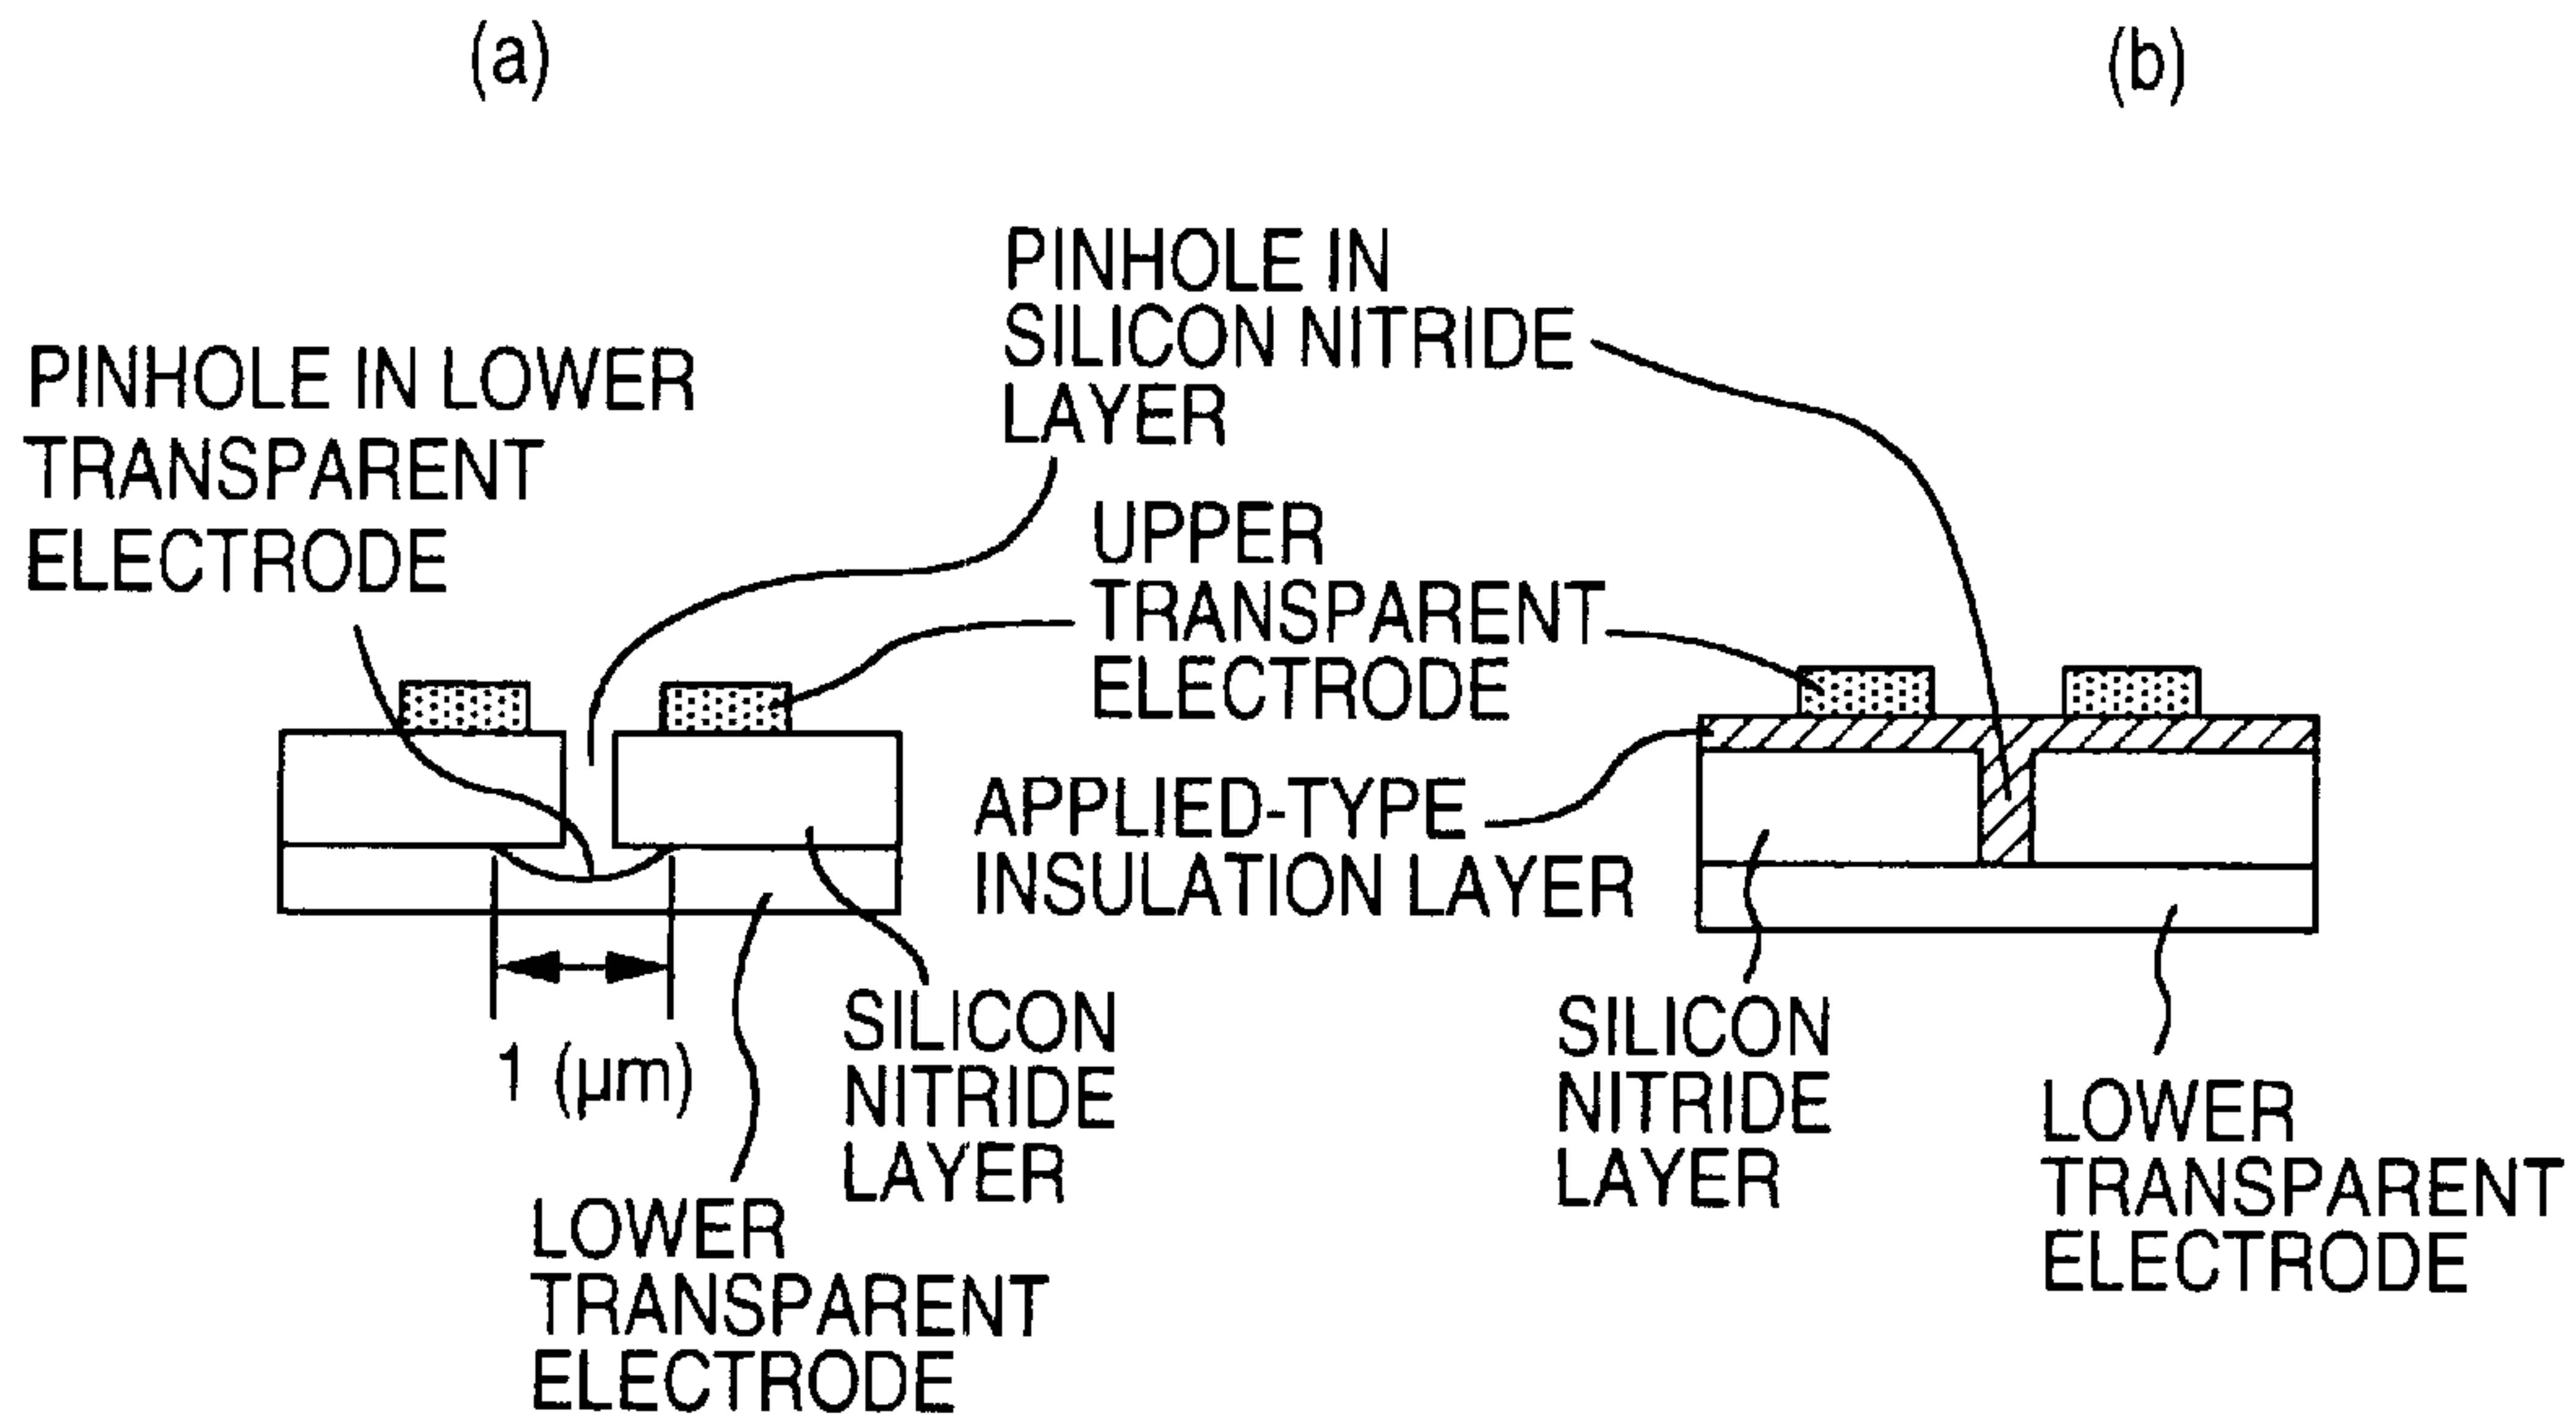 (a)
(b)
PINHOLE IN
SILICON NITRIDE
LAYER
PINHOLE IN LOWER
TRANSPARENT
ELECTRODE
UPPER
TRANSPARENT
ELECTRODE
APPLIED-TYPE
INSULATION LAYER
1 (µm)
SILICON
NITRIDE
LAYER
LOWER
TRANSPARENT
ELECTRODE
SILICON
NITRIDE
LAYER
LOWER
TRANSPARENT
ELECTRODE